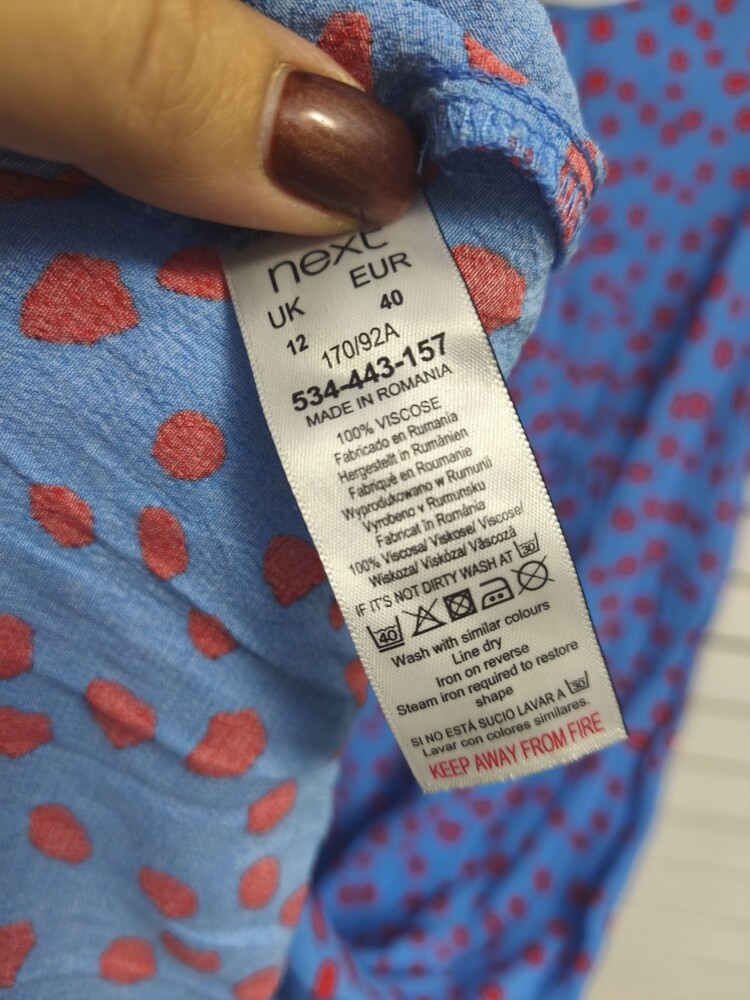 next
UK EUR
12 40
170/92A
534-443-157
MADE IN ROMANIA
100% VISCOSE
Fabricado en Rumania
Hergestellt in Rumänien
Fabriqué en Roumanie
Wyprodukowano w Rumunii
Vyrobeno v Rumunsku
Fabricat în România
100% Viscosa/ Viskose/ Viscose/
Wiskoza/ Viskóza/ Vâscoză
IF IT'S NOT DIRTY WASH AT 30
40
Wash with similar colours
Line dry
Iron on reverse
Steam iron required to restore
shape
SI NO ESTÁ SUCIO LAVAR A 30
Lavar con colores similares.
KEEP AWAY FROM FIRE